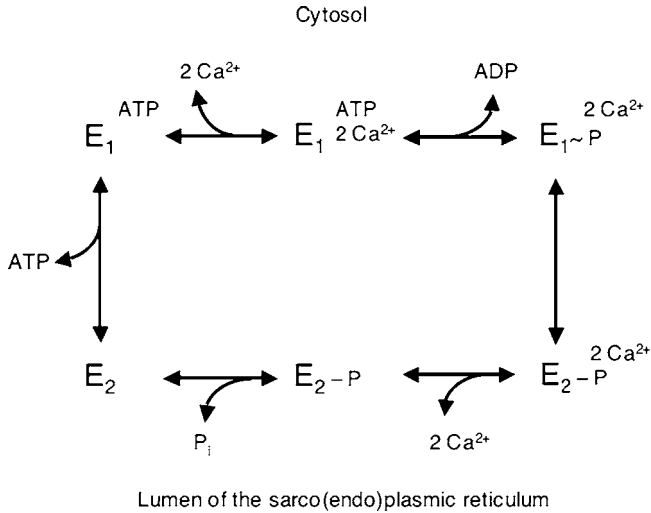 Cytosol
2 Ca²⁺
ADP
E₁ ATP
E₁ ATP 2 Ca²⁺
E₁~P 2 Ca²⁺
ATP
E₂
E₂–P
E₂–P 2 Ca²⁺
Pᵢ
2 Ca²⁺
Lumen of the sarco(endo)plasmic reticulum